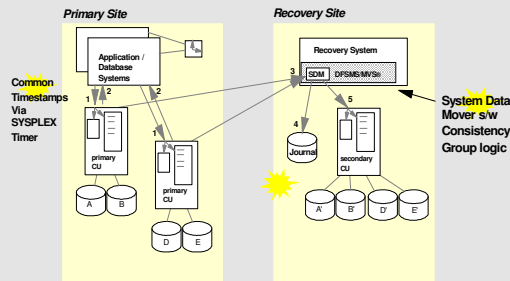 Primary Site
Recovery Site
Application /
Database
Systems
Common
Timestamps
Via
SYSPLEX
Timer
1
2
2
1
primary
CU
A
B
primary
CU
D
E
Recovery System
3
SDM
DFSMS/MVS®
4
5
Journal
secondary
CU
A'
B'
D'
E'
System Data
Mover s/w
Consistency
Group logic